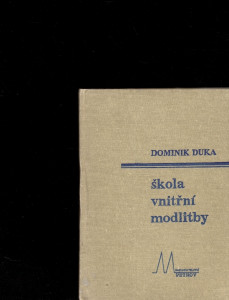 DOMINIK DUKA
škola
vnitřní
modlitby